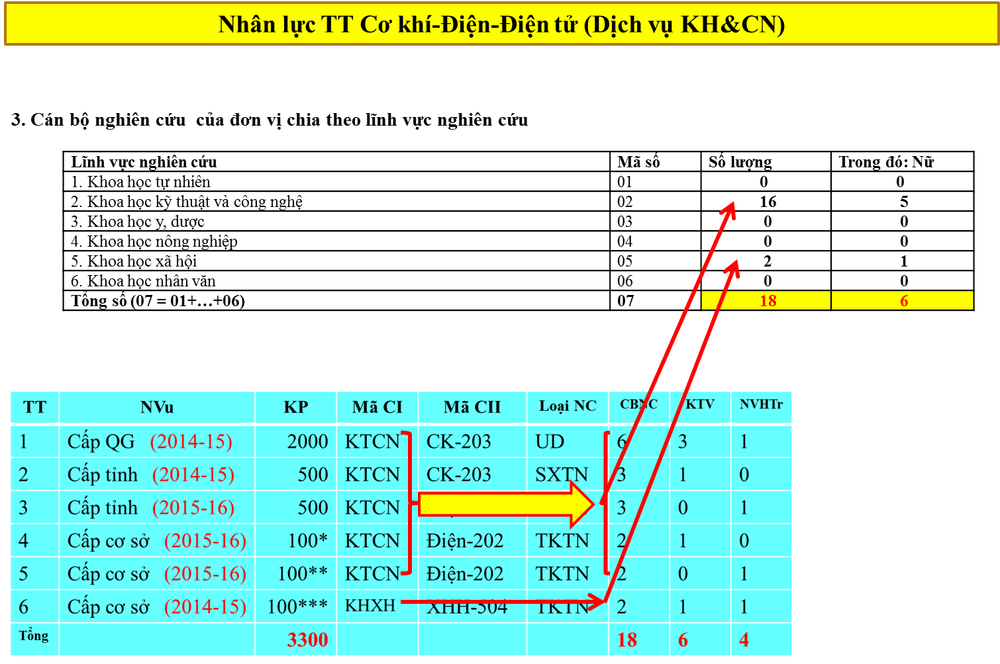 Nhân lực TT Cơ khí-Điện-Điện tử (Dịch vụ KH&CN)
3. Cán bộ nghiên cứu của đơn vị chia theo lĩnh vực nghiên cứu
Lĩnh vực nghiên cứu Mã số Số lượng Trong đó: Nữ
1. Khoa học tự nhiên 01 0 0
2. Khoa học kỹ thuật và công nghệ 02 16 5
3. Khoa học y, dược 03 0 0
4. Khoa học nông nghiệp 04 0 0
5. Khoa học xã hội 05 2 1
6. Khoa học nhân văn 06 0 0
Tổng số (07 = 01+…+06) 07 18 6
TT NVu KP Mã CI Mã CII Loại NC CBNC KTV NVHTr
1 Cấp QG (2014-15) 2000 KTCN CK-203 UD 6 3 1
2 Cấp tỉnh (2014-15) 500 KTCN CK-203 SXTN 3 1 0
3 Cấp tỉnh (2015-16) 500 KTCN 3 0 1
4 Cấp cơ sở (2015-16) 100* KTCN Điện-202 TKTN 2 1 0
5 Cấp cơ sở (2015-16) 100** KTCN Điện-202 TKTN 2 0 1
6 Cấp cơ sở (2014-15) 100*** KHXH XHH-504 TKTN 2 1 1
Tổng 3300 18 6 4